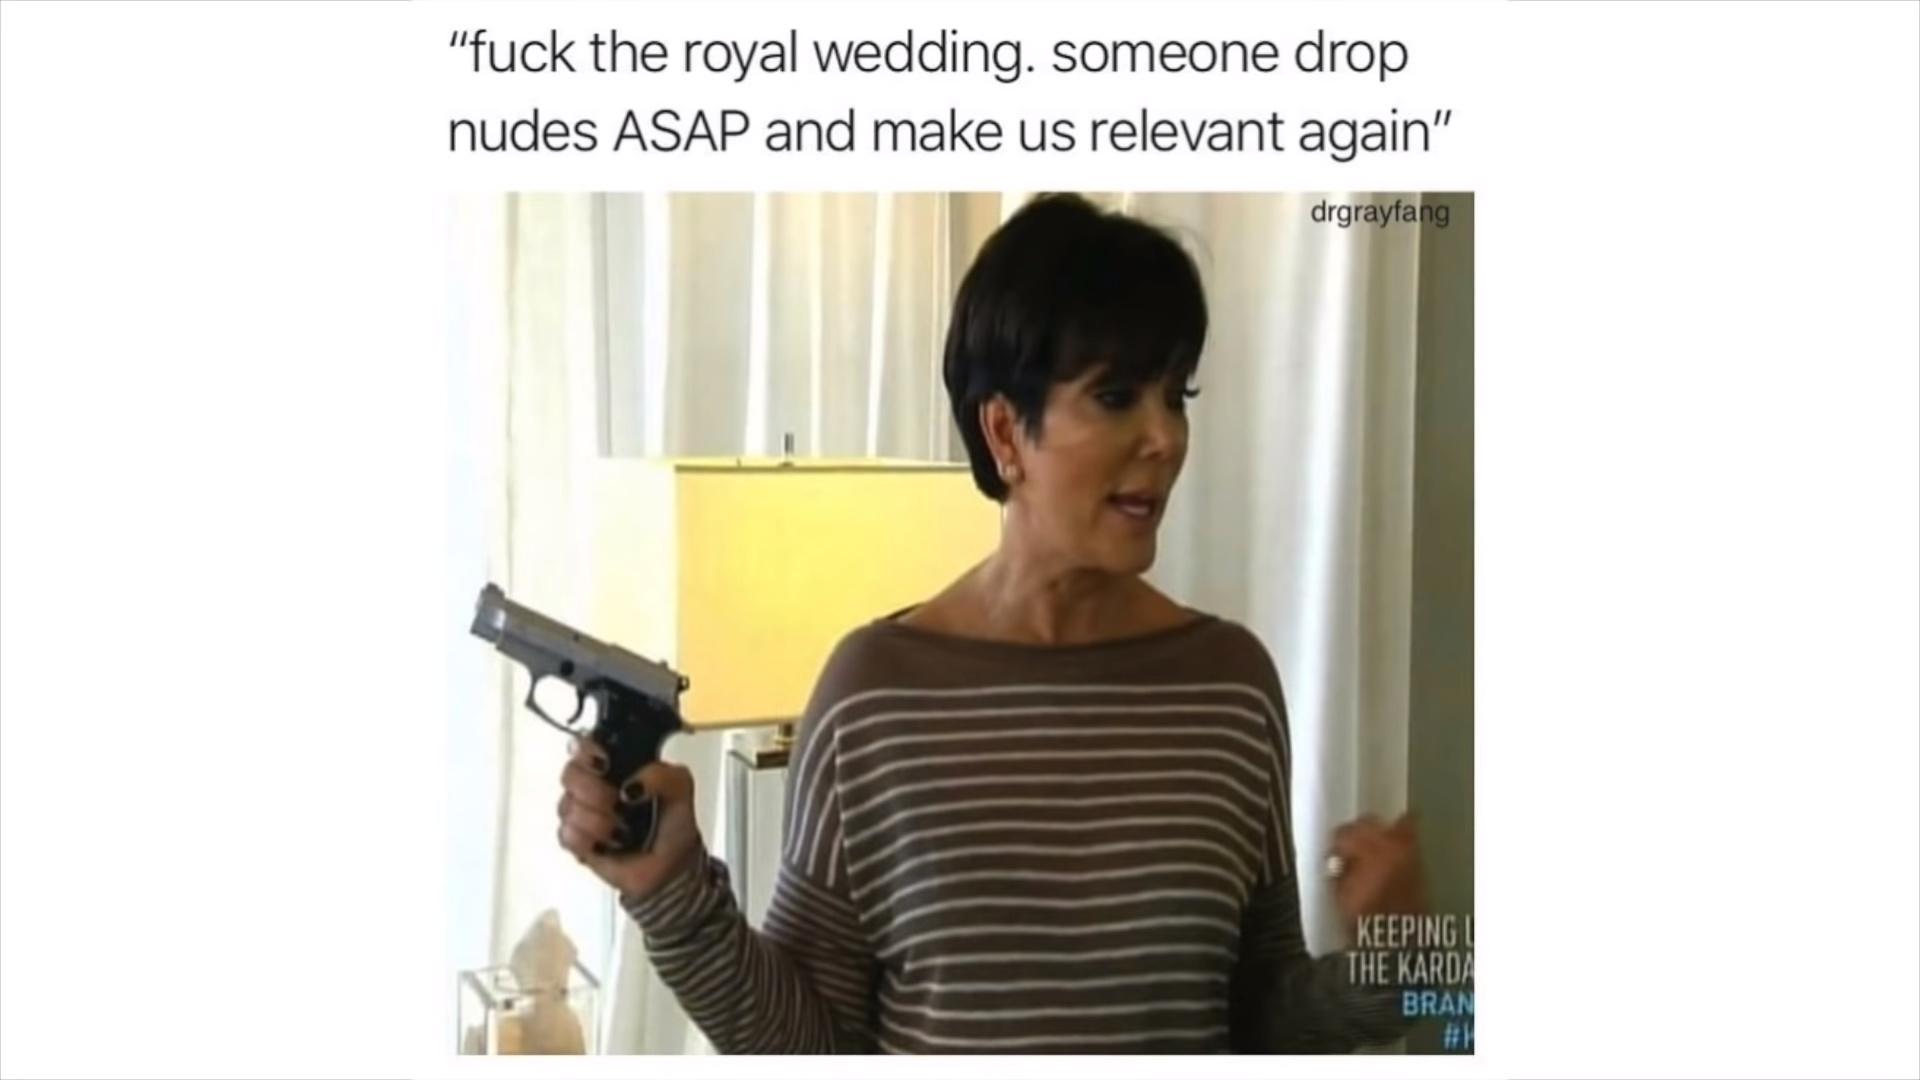 "fuck the royal wedding. someone drop
nudes ASAP and make us relevant again"
drgrayfang
KEEPING
THE KARDA
BRAN
#